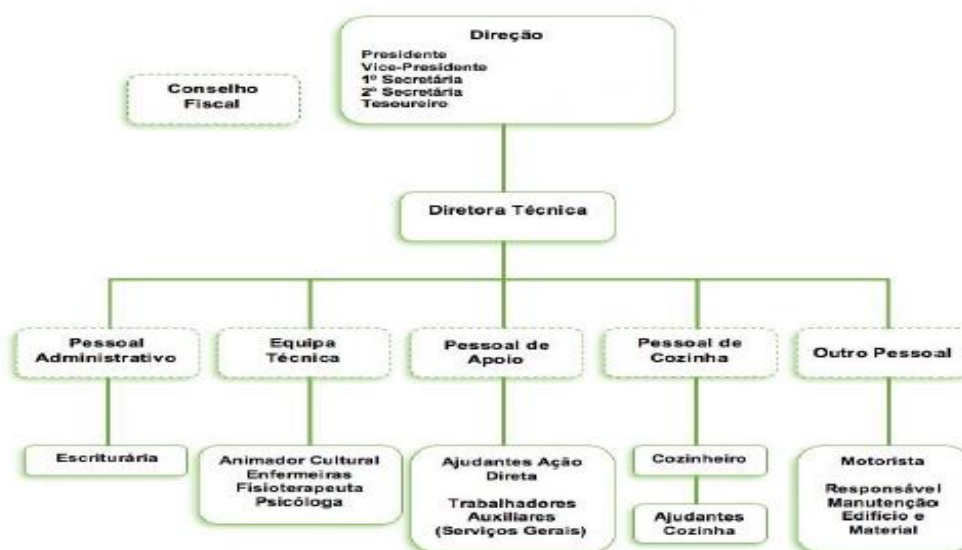 Direção
Presidente
Vice-Presidente
1º Secretária
2º Secretária
Tesoureiro
Conselho
Fiscal
Diretora Técnica
Pessoal
Administrativo
Equipa
Técnica
Pessoal de
Apoio
Pessoal de
Cozinha
Outro Pessoal
Escriturária
Animador Cultural
Enfermeiras
Fisioterapeuta
Psicóloga
Ajudantes Ação
Direta
Trabalhadores
Auxiliares
(Serviços Gerais)
Cozinheiro
Ajudantes
Cozinha
Motorista
Responsável
Manutenção
Edifício e
Material